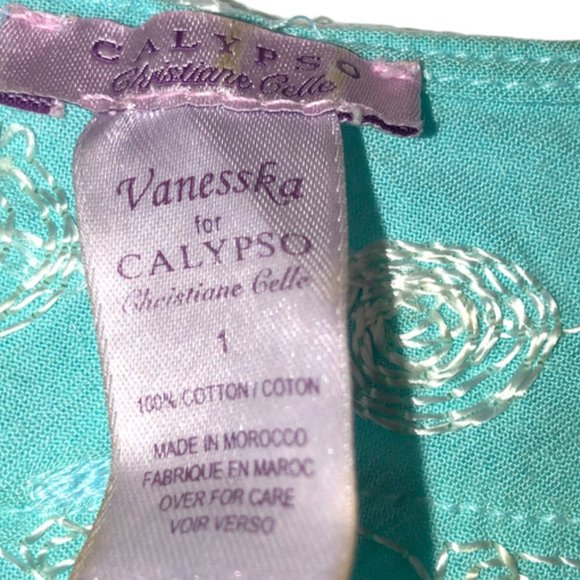 CALYPSO
Christiane Celle
Vanesska
for
CALYPSO
Christiane Celle
1
100% COTTON / COTON
MADE IN MOROCCO
FABRIQUE EN MAROC
OVER FOR CARE
VOIR VERSO